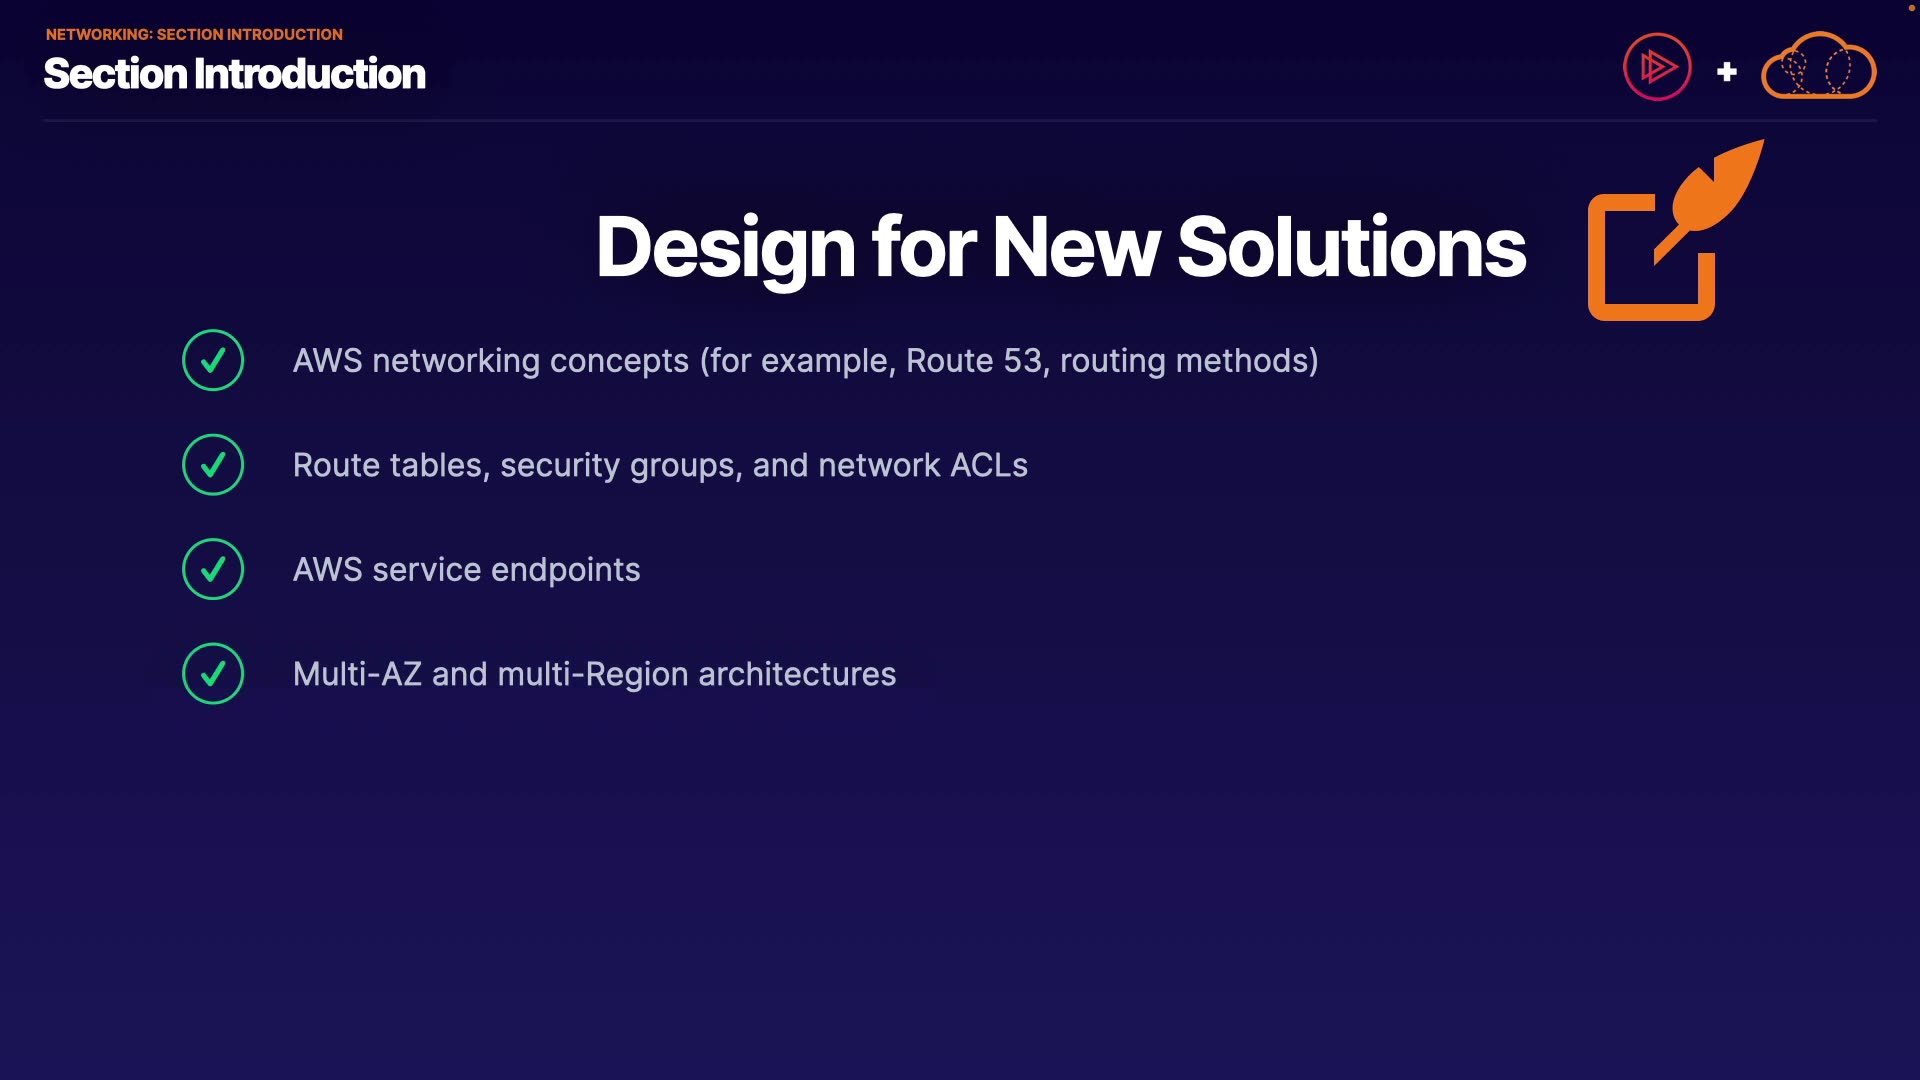 NETWORKING: SECTION INTRODUCTION
Section Introduction
Design for New Solutions
AWS networking concepts (for example, Route 53, routing methods)
Route tables, security groups, and network ACLs
AWS service endpoints
Multi-AZ and multi-Region architectures